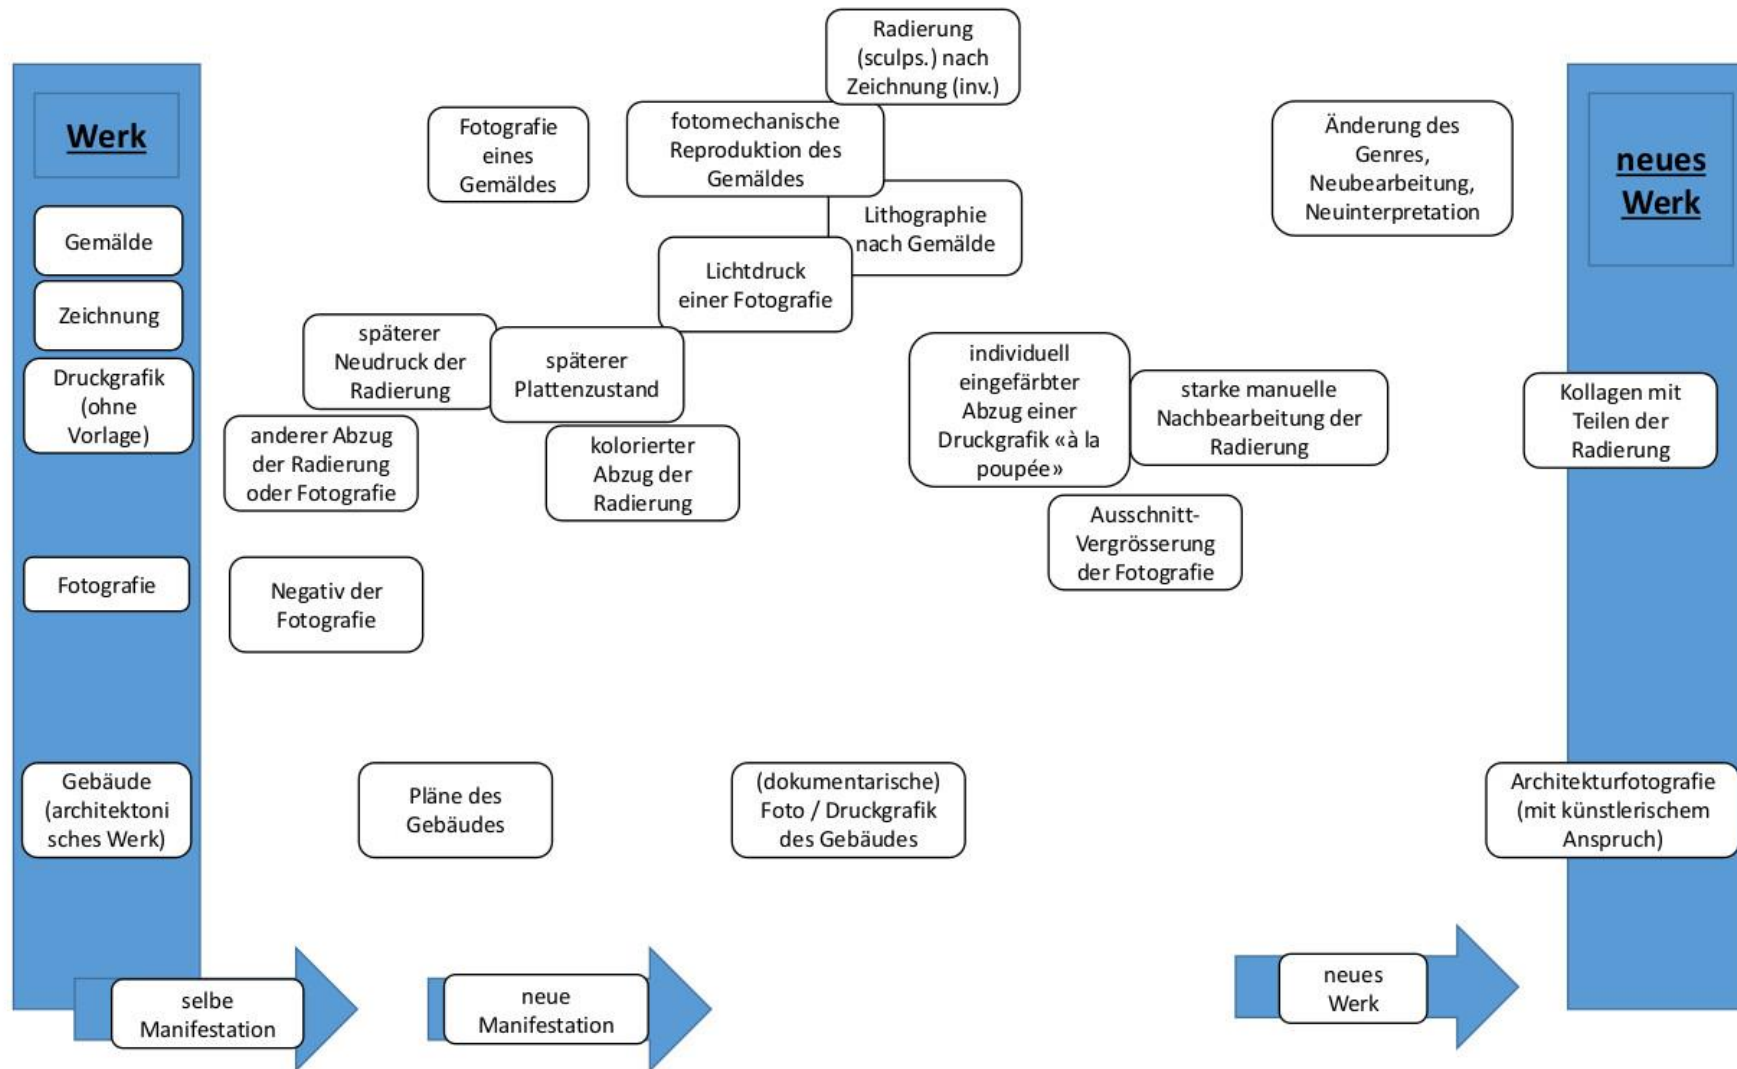 Werk
Gemälde
Zeichnung
Druckgrafik
(ohne
Vorlage)
Fotografie
Gebäude
(architektoni
sches Werk)
Fotografie
eines
Gemäldes
Radierung
(sculps.) nach
Zeichnung (inv.)
fotomechanische
Reproduktion des
Gemäldes
Lithographie
nach Gemälde
Lichtdruck
einer Fotografie
Änderung des
Genres,
Neubearbeitung,
Neuinterpretation
neues
Werk
späterer
Neudruck der
Radierung
späterer
Plattenzustand
anderer Abzug
der Radierung
oder Fotografie
kolorierter
Abzug der
Radierung
individuell
eingefärbter
Abzug einer
Druckgrafik «à la
poupée»
starke manuelle
Nachbearbeitung der
Radierung
Kollagen mit
Teilen der
Radierung
Ausschnitt-
Vergrösserung
der Fotografie
Negativ der
Fotografie
Pläne des
Gebäudes
(dokumentarische)
Foto / Druckgrafik
des Gebäudes
Architekturfotografie
(mit künstlerischem
Anspruch)
selbe
Manifestation
neue
Manifestation
neues
Werk